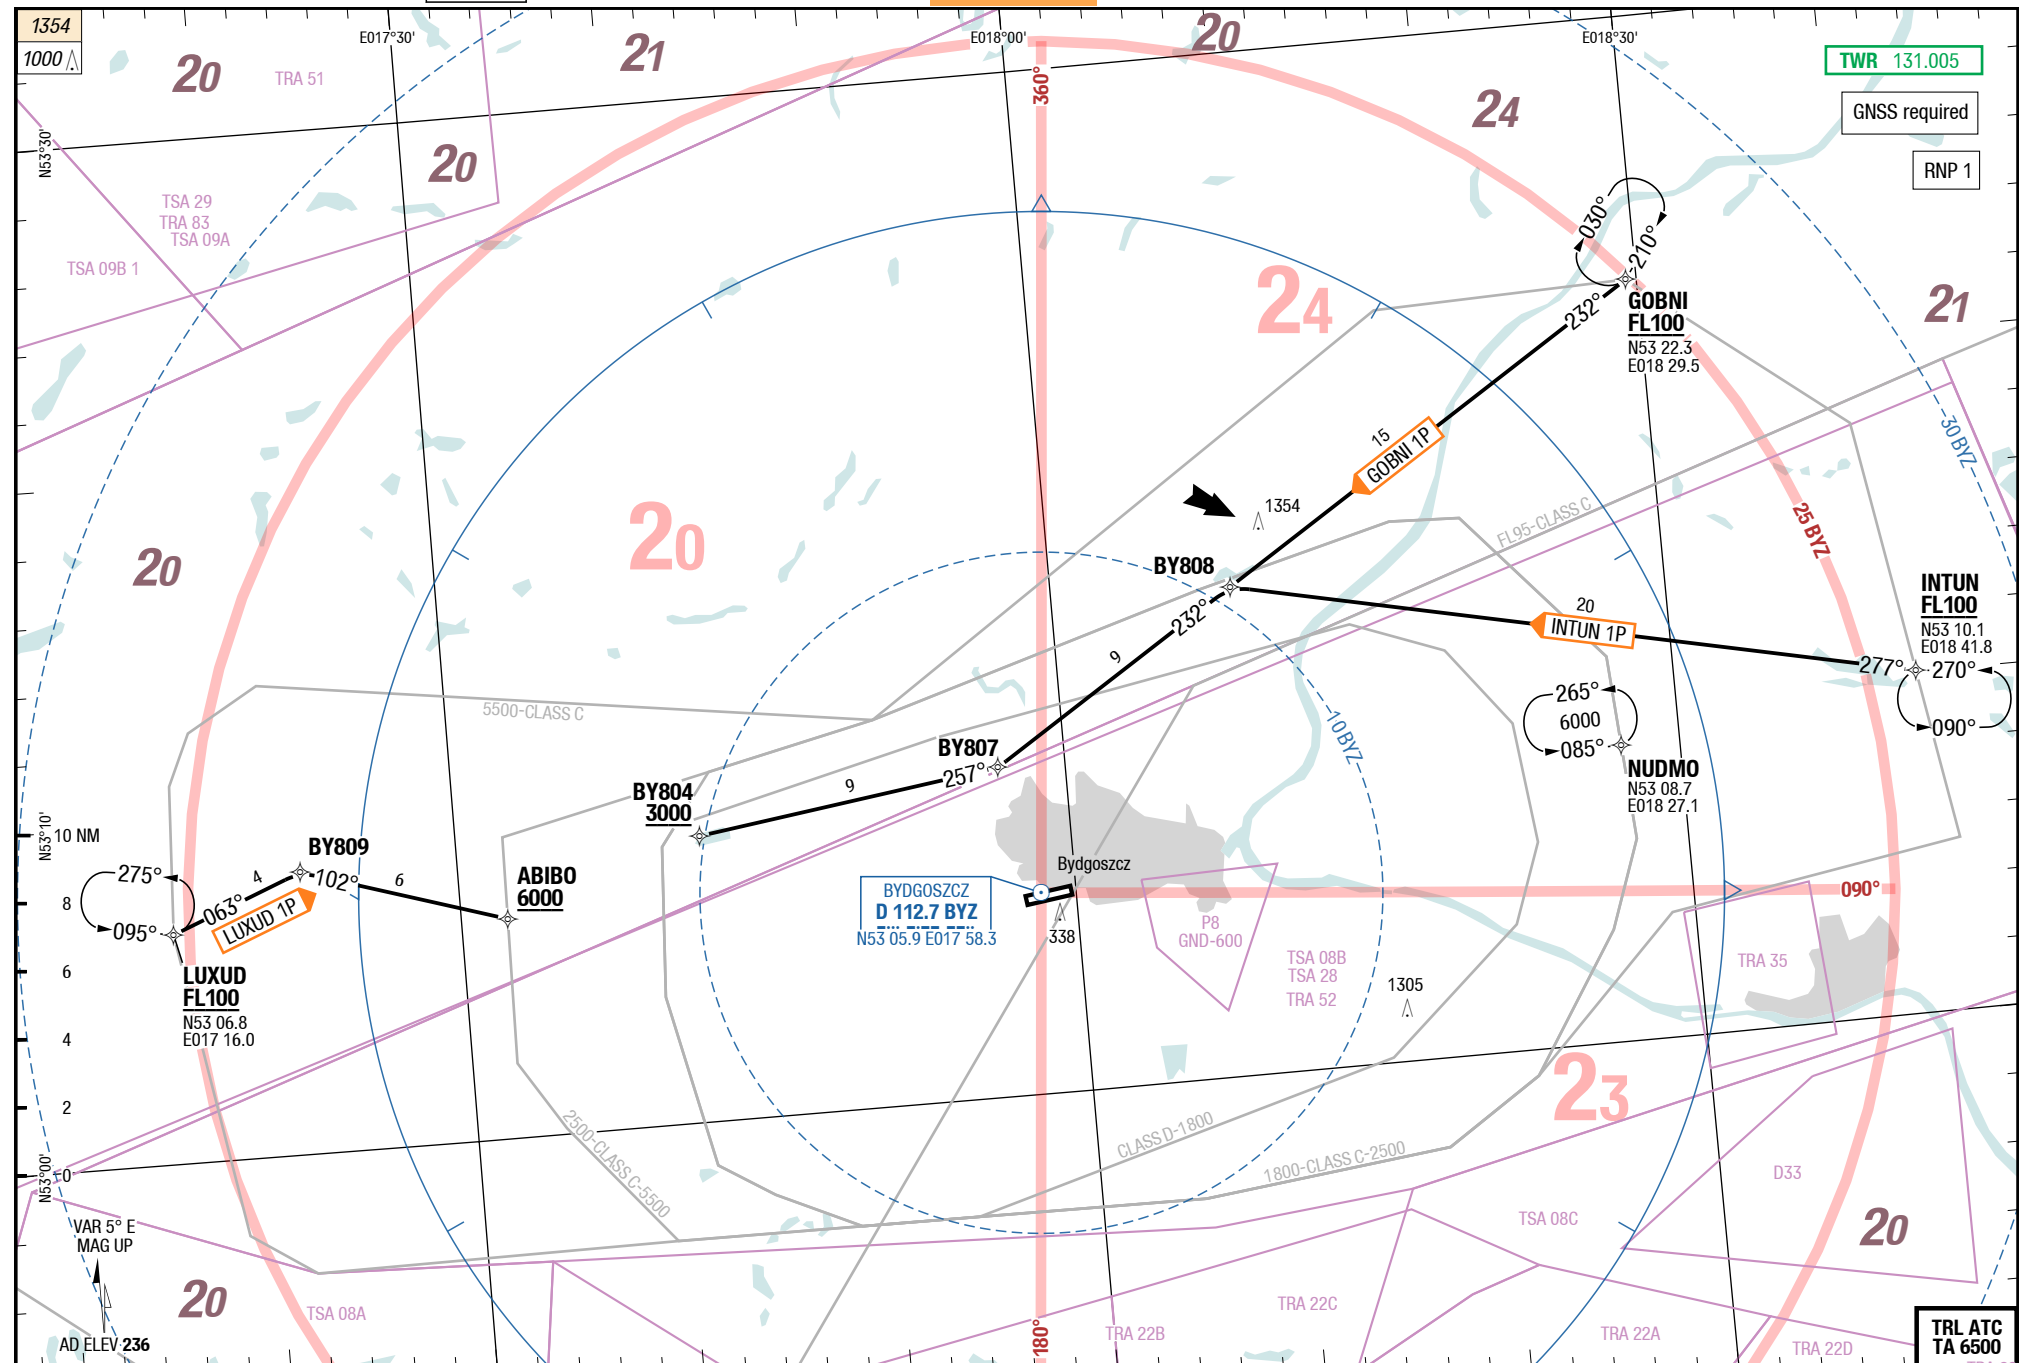 1354
1000
E017°30'
E018°00'
E018°30'
20
TRA 51
21
20
24
TWR 131.005
GNSS required
RNP 1
360°
N53°30'
20
TSA 29
TRA 83
TSA 09A
TSA 09B 1
030°
210°
24
232°
GOBNI
FL100
N53 22.3
E018 29.5
21
15
GOBNI 1P
30 BYZ
25 BYZ
20
20
1354
FL95-CLASS C
BY808
232°
20
INTUN 1P
INTUN
FL100
N53 10.1
E018 41.8
277°
270°
090°
9
265°
6000
085°
NUDMO
N53 08.7
E018 27.1
5500-CLASS C
10 BYZ
BY807
257°
9
BY804
3000
N53°10'
10 NM
8
6
4
2
0
BY809
275°
095°
4
063°
102°
6
LUXUD 1P
ABIBO
6000
LUXUD
FL100
N53 06.8
E017 16.0
Bydgoszcz
BYDGOSZCZ
D 112.7 BYZ
N53 05.9 E017 58.3
338
090°
P8
GND-600
TSA 08B
TSA 28
TRA 52
1305
TRA 35
23
2500-CLASS C-5500
CLASS D-1800
1800-CLASS C-2500
N53°00'
D33
TSA 08C
20
VAR 5° E
MAG UP
20
TSA 08A
AD ELEV 236
180°
TRA 22B
TRA 22C
TRA 22A
TRA 22D
TRL ATC
TA 6500